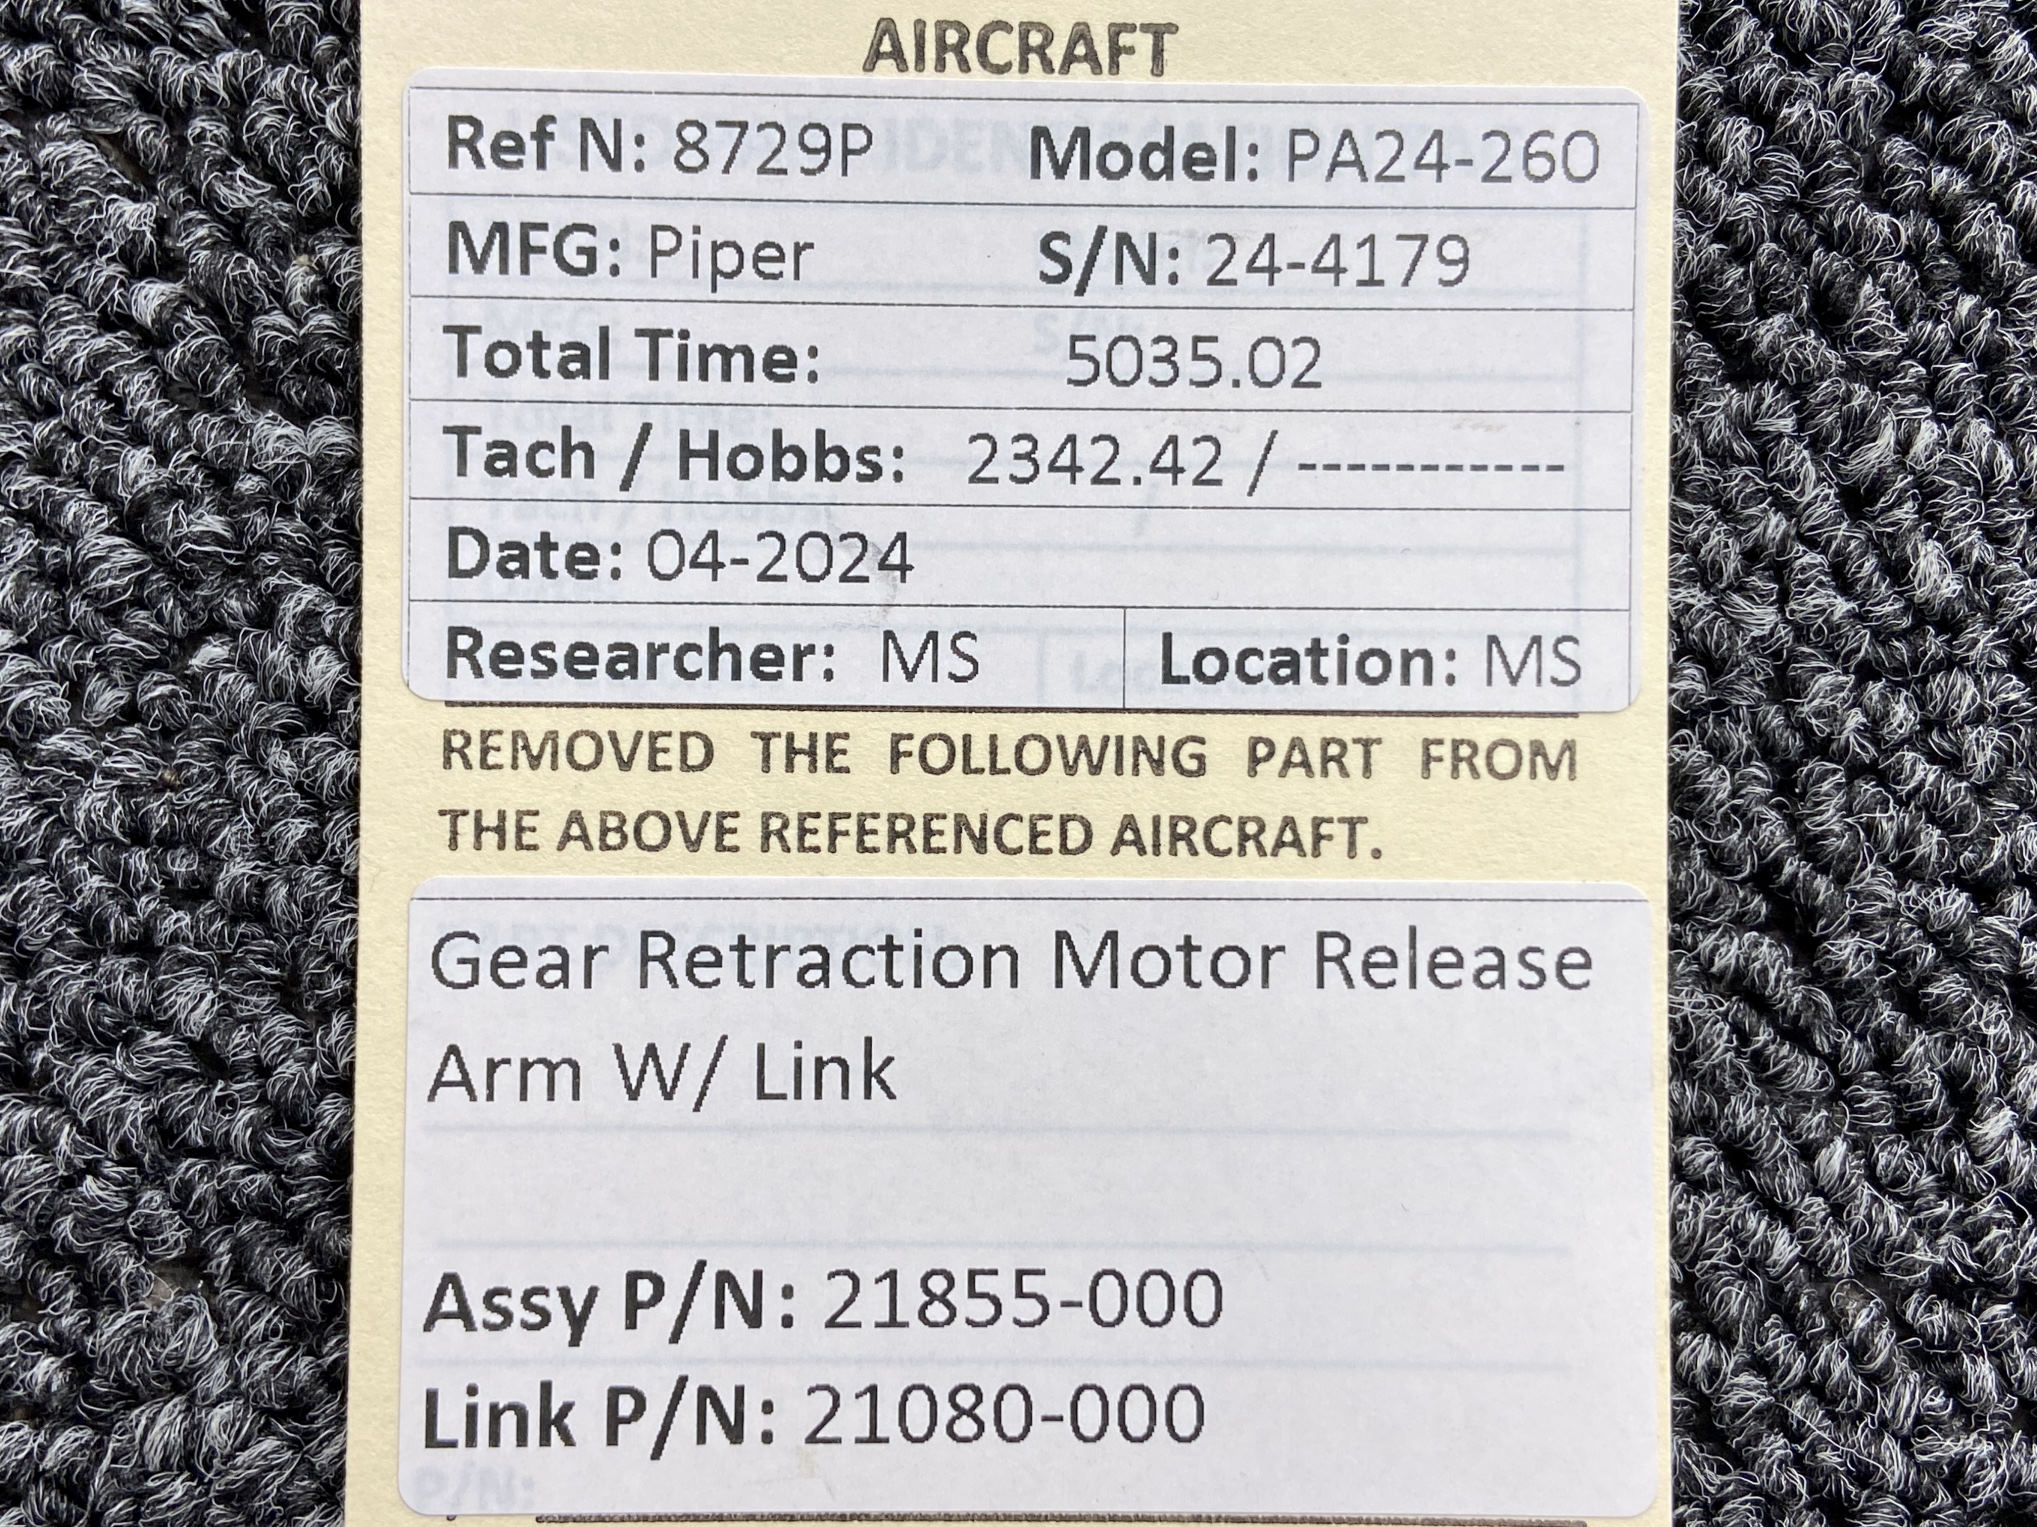 AIRCRAFT
Ref N: 8729P Model: PA24-260
MFG: Piper S/N: 24-4179
Total Time: 5035.02
Tach / Hobbs: 2342.42 / -----------
Date: 04-2024
Researcher: MS Location: MS
REMOVED THE FOLLOWING PART FROM
THE ABOVE REFERENCED AIRCRAFT.
Gear Retraction Motor Release
Arm W/ Link
Assy P/N: 21855-000
Link P/N: 21080-000
P/N: